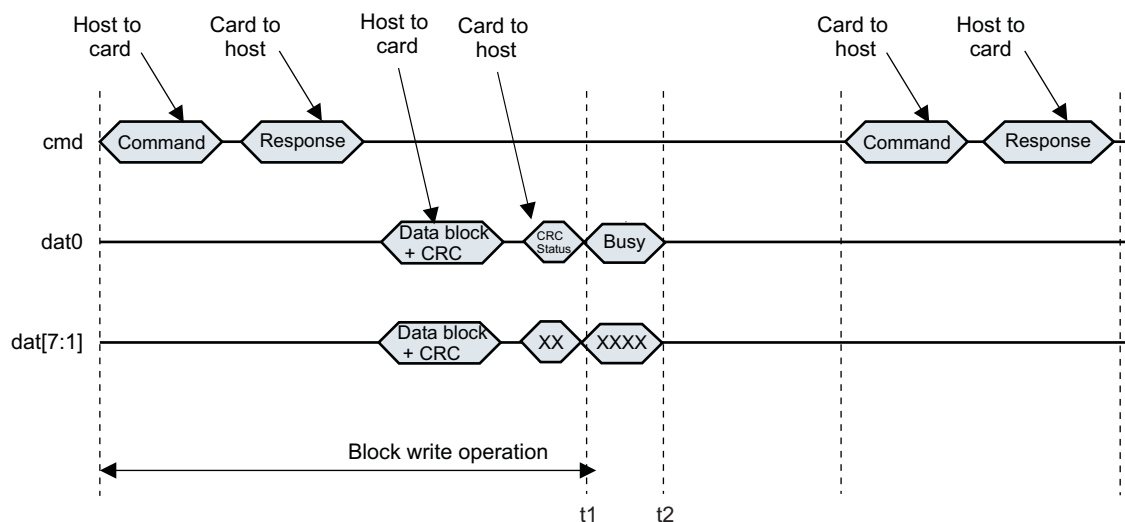 Host to
card
Card to
host
Host to
card
Card to
host
Card to
host
Host to
card
cmd
Command
Response
Command
Response
dat0
Data block
+ CRC
CRC
Status
Busy
dat[7:1]
Data block
+ CRC
XX
XXXX
Block write operation
t1
t2